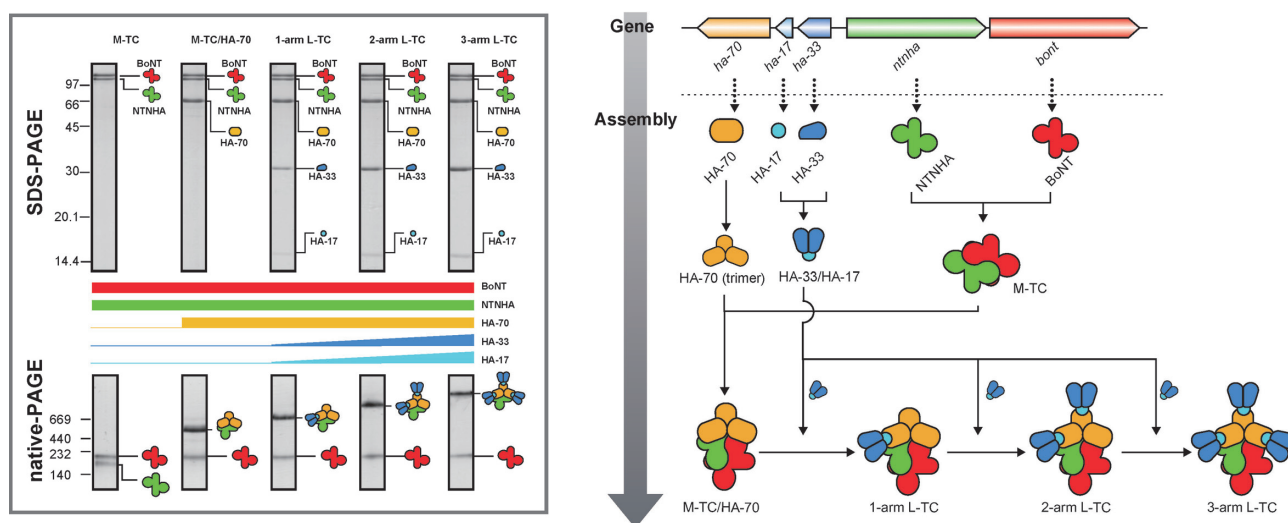 M-TC
M-TC/HA-70
1-arm L-TC
2-arm L-TC
3-arm L-TC
SDS-PAGE
97
66
45
30
20.1
14.4
BoNT
NTNHA
BoNT
NTNHA
HA-70
BoNT
NTNHA
HA-70
HA-33
HA-17
BoNT
NTNHA
HA-70
HA-33
HA-17
BoNT
NTNHA
HA-70
HA-33
HA-17
BoNT
NTNHA
HA-70
HA-33
HA-17
native-PAGE
669
440
232
140
Gene
ha-70
ha-17
ha-33
ntnha
bont
Assembly
HA-70
HA-17
HA-33
NTNHA
BoNT
HA-70 (trimer)
HA-33/HA-17
M-TC
M-TC/HA-70
1-arm L-TC
2-arm L-TC
3-arm L-TC